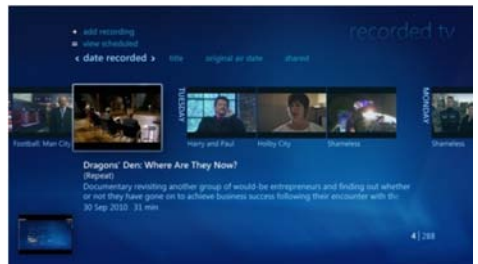 recorded tv
add recording
view scheduled
date recorded title original air date shared
TUESDAY
MONDAY
Football: Man City Harry and Paul Holby City Shameless Shameless
Dragons' Den: Where Are They Now?
(Repeat)
Documentary revisiting another group of would-be entrepreneurs and finding out whether
or not they have gone on to achieve business success following their encounter with the
30 Sep 2010 31 min
4 | 288